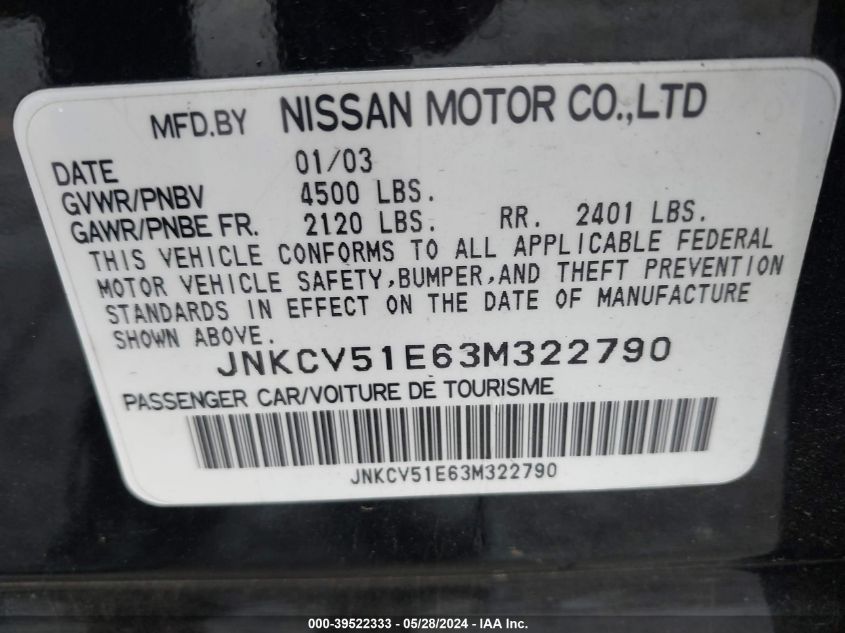 MFD.BY NISSAN MOTOR CO.,LTD
DATE 01/03
GVWR/PNBV 4500 LBS.
GAWR/PNBE FR. 2120 LBS. RR. 2401 LBS.
THIS VEHICLE CONFORMS TO ALL APPLICABLE FEDERAL
MOTOR VEHICLE SAFETY,BUMPER,AND THEFT PREVENTION
STANDARDS IN EFFECT ON THE DATE OF MANUFACTURE
SHOWN ABOVE.
JNKCV51E63M322790
PASSENGER CAR/VOITURE DE TOURISME
JNKCV51E63M322790
000-39522333 - 05/28/2024 - IAA Inc.